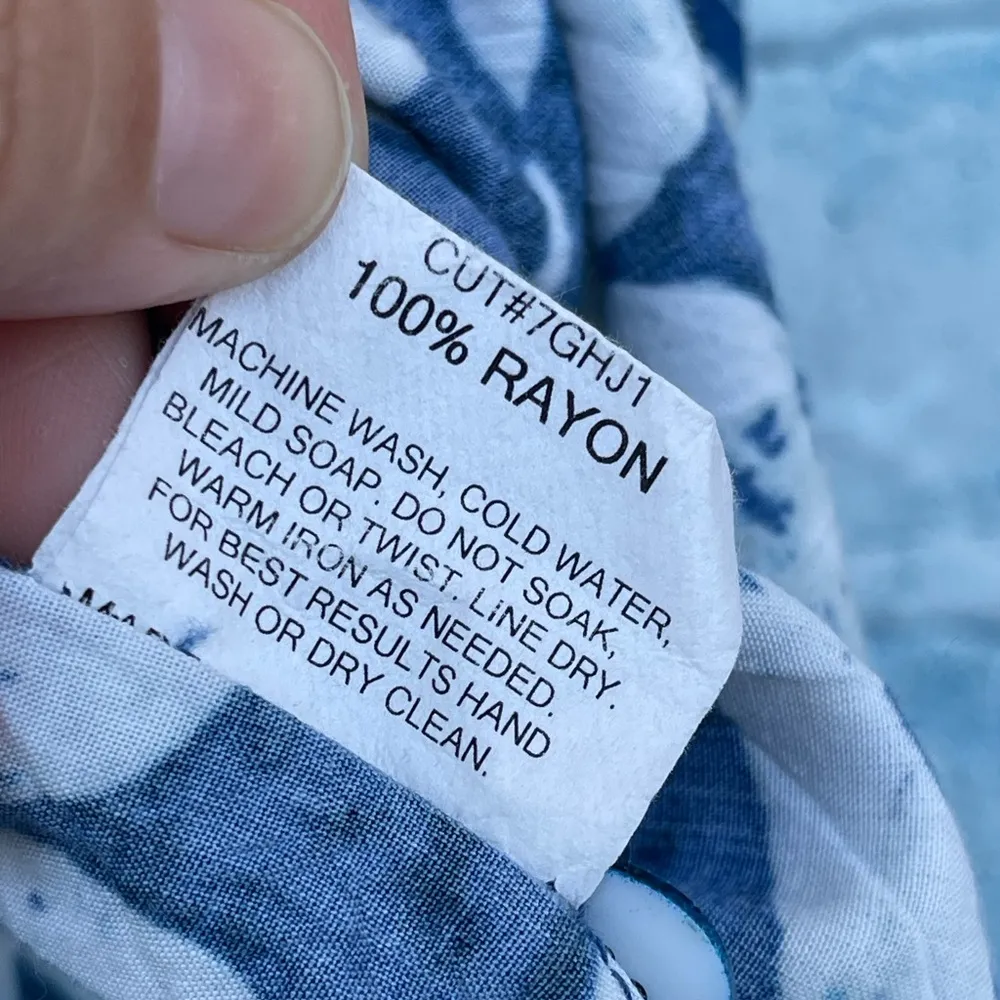 CUT#7GHJ1
100% RAYON
MACHINE WASH, COLD WATER,
MILD SOAP. DO NOT SOAK,
BLEACH OR TWIST. LINE DRY.
WARM IRON AS NEEDED.
FOR BEST RESULTS HAND
WASH OR DRY CLEAN.